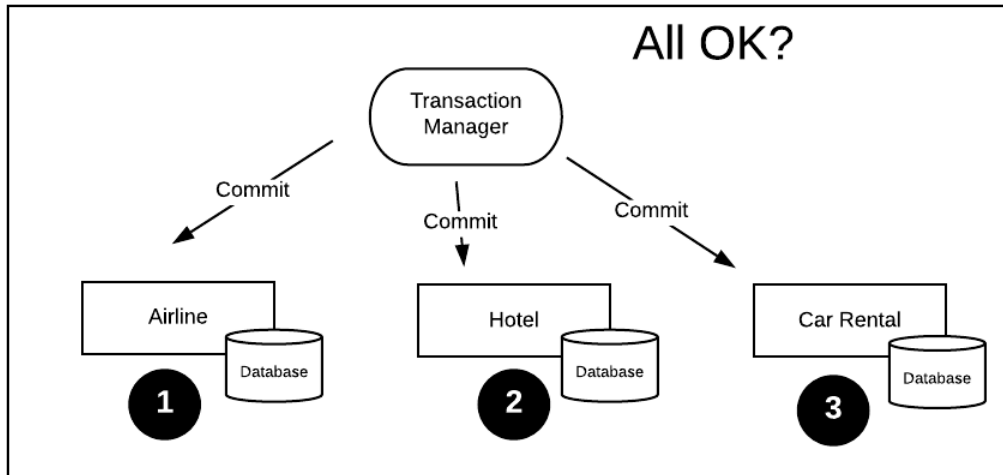 All OK?
Transaction
Manager
Commit
Commit
Commit
Airline
Database
Hotel
Database
Car Rental
Database
1
2
3